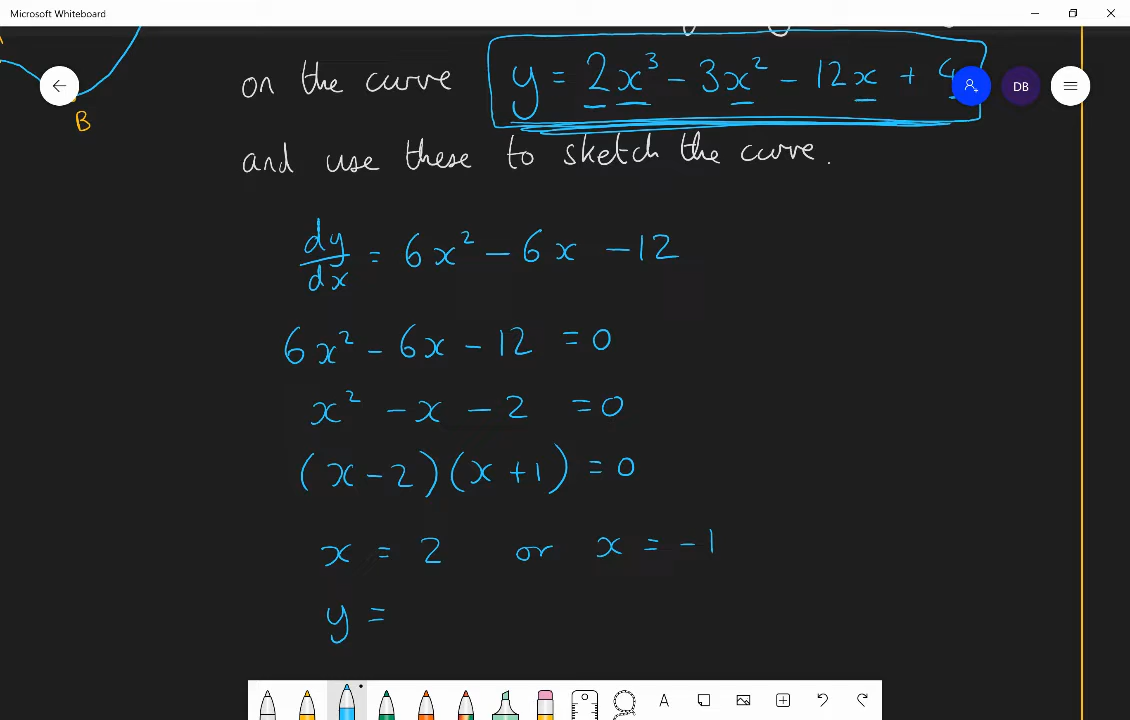 Microsoft Whiteboard
on the curve y = 2x³ - 3x² - 12x + 4
B
DB
and use these to sketch the curve.
dy/dx = 6x² - 6x - 12
6x² - 6x - 12 = 0
x² - x - 2 = 0
(x - 2)(x + 1) = 0
x = 2 or x = -1
y =
A